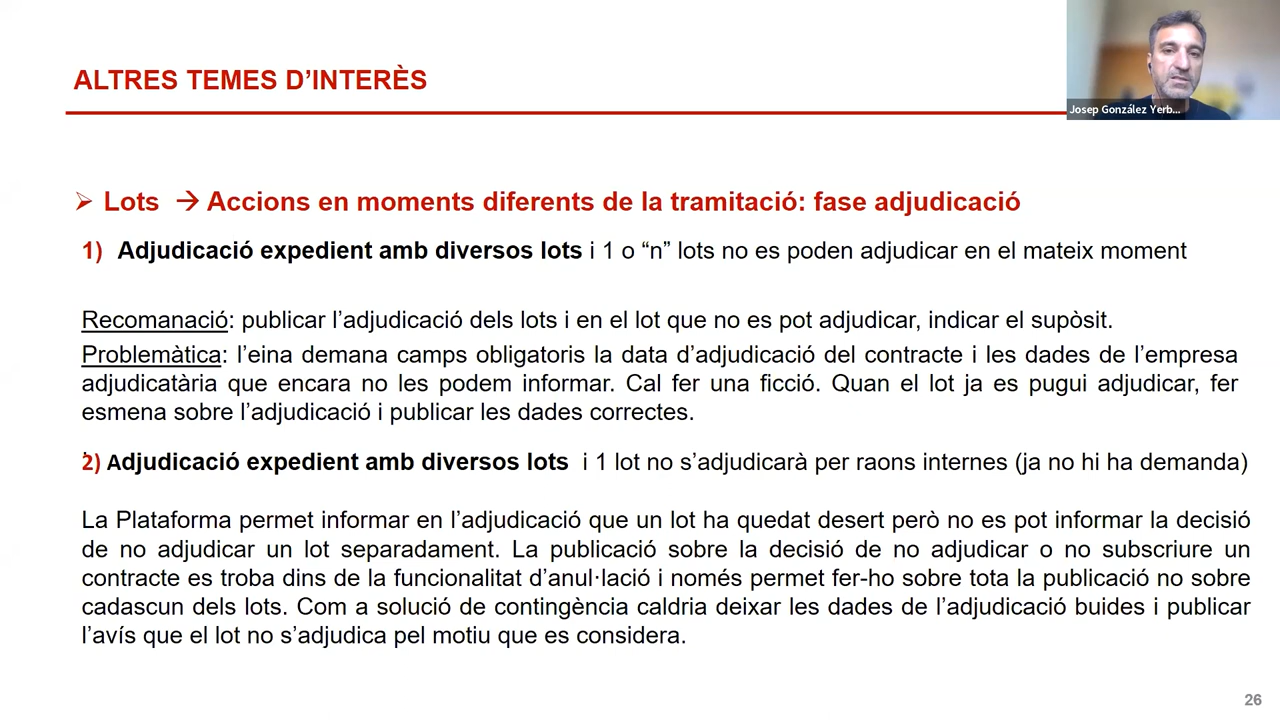 ALTRES TEMES D’INTERÈS
Josep González Yerb...
➢ Lots → Accions en moments diferents de la tramitació: fase adjudicació
1) Adjudicació expedient amb diversos lots i 1 o “n” lots no es poden adjudicar en el mateix moment
Recomanació: publicar l’adjudicació dels lots i en el lot que no es pot adjudicar, indicar el supòsit.
Problemàtica: l’eina demana camps obligatoris la data d’adjudicació del contracte i les dades de l’empresa
adjudicatària que encara no les podem informar. Cal fer una ficció. Quan el lot ja es pugui adjudicar, fer
esmena sobre l’adjudicació i publicar les dades correctes.
2) Adjudicació expedient amb diversos lots i 1 lot no s’adjudicarà per raons internes (ja no hi ha demanda)
La Plataforma permet informar en l’adjudicació que un lot ha quedat desert però no es pot informar la decisió
de no adjudicar un lot separadament. La publicació sobre la decisió de no adjudicar o no subscriure un
contracte es troba dins de la funcionalitat d’anul·lació i només permet fer-ho sobre tota la publicació no sobre
cadascun dels lots. Com a solució de contingència caldria deixar les dades de l’adjudicació buides i publicar
l’avís que el lot no s’adjudica pel motiu que es considera.
26